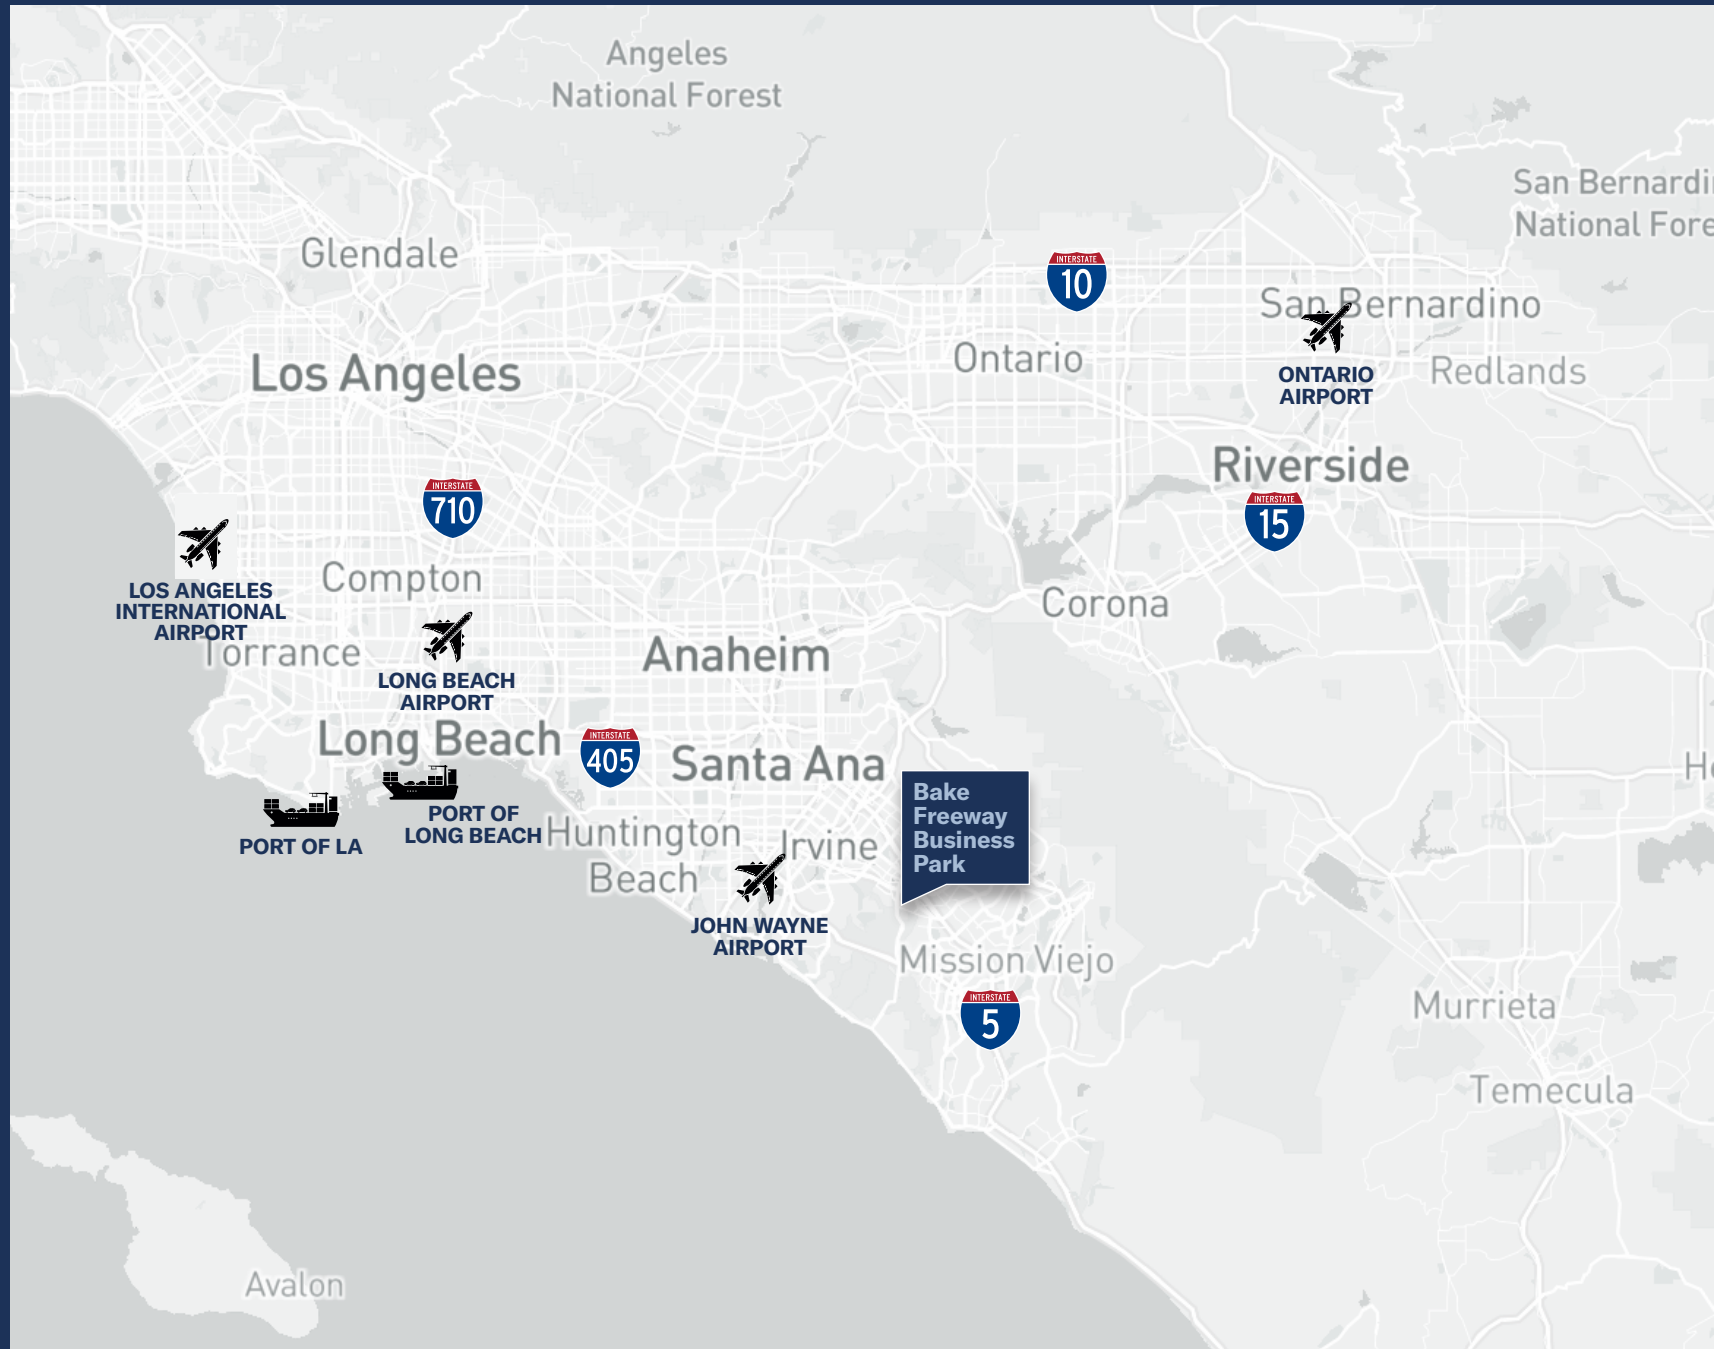 Angeles
National Forest
San Bernardi
National Fore
Glendale
INTERSTATE
10
San Bernardino
Ontario
Redlands
ONTARIO
AIRPORT
Los Angeles
Riverside
INTERSTATE
15
INTERSTATE
710
LOS ANGELES
INTERNATIONAL
AIRPORT
Compton
Corona
Torrance
LONG BEACH
AIRPORT
Anaheim
Long Beach
INTERSTATE
405
Santa Ana
He
Bake
Freeway
Business
Park
PORT OF
LONG BEACH
PORT OF LA
Huntington
Beach
Irvine
JOHN WAYNE
AIRPORT
Mission Viejo
INTERSTATE
5
Murrieta
Temecula
Avalon